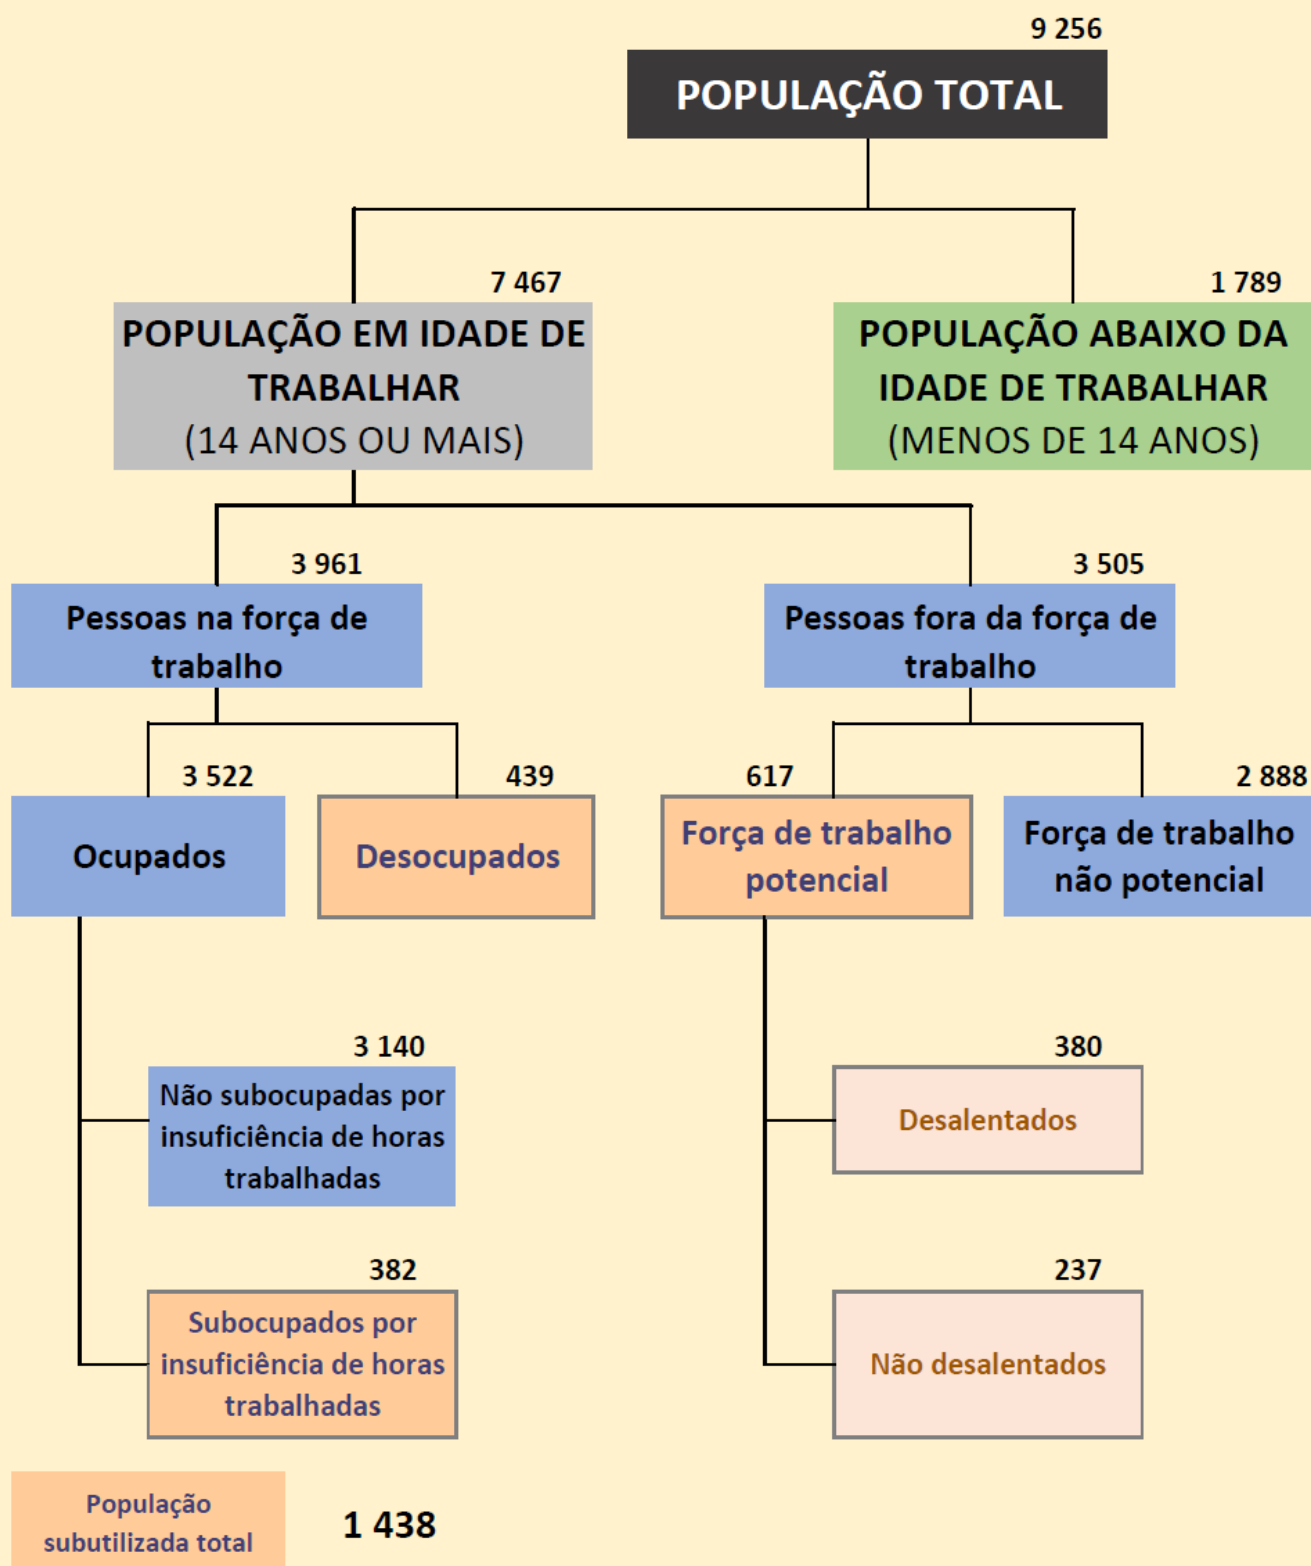 9 256
POPULAÇÃO TOTAL
7 467
POPULAÇÃO EM IDADE DE
TRABALHAR
(14 ANOS OU MAIS)
1 789
POPULAÇÃO ABAIXO DA
IDADE DE TRABALHAR
(MENOS DE 14 ANOS)
3 961
Pessoas na força de
trabalho
3 505
Pessoas fora da força de
trabalho
3 522
Ocupados
439
Desocupados
617
Força de trabalho
potencial
2 888
Força de trabalho
não potencial
3 140
Não subocupadas por
insuficiência de horas
trabalhadas
380
Desalentados
382
Subocupados por
insuficiência de horas
trabalhadas
237
Não desalentados
População
subutilizada total
1 438